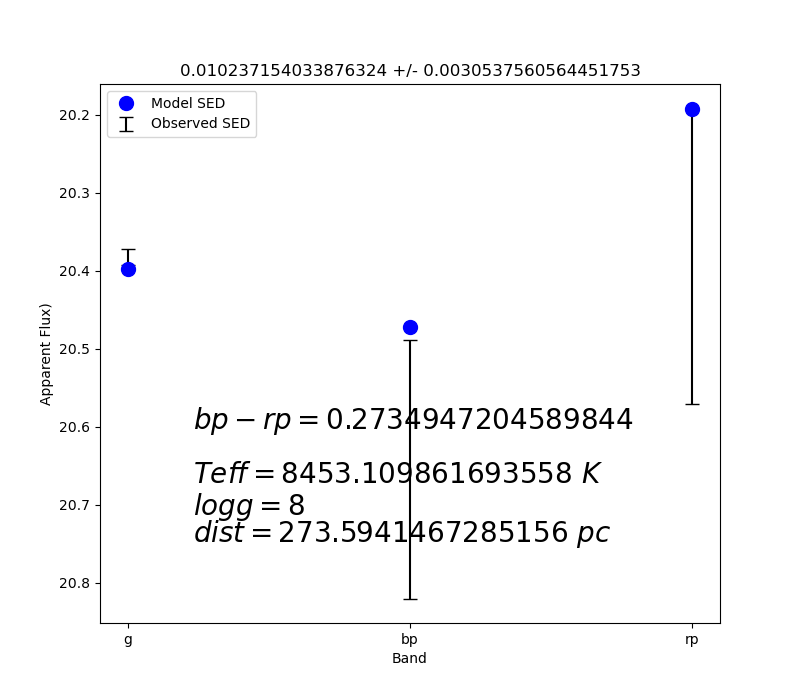 0.010237154033876324 +/- 0.0030537560564451753
Model SED
Observed SED
20.2
20.3
20.4
20.5
20.6
20.7
20.8
Apparent Flux)
bp − rp = 0.2734947204589844
Teff = 8453.109861693558 K
logg = 8
dist = 273.5941467285156 pc
g
bp
rp
Band